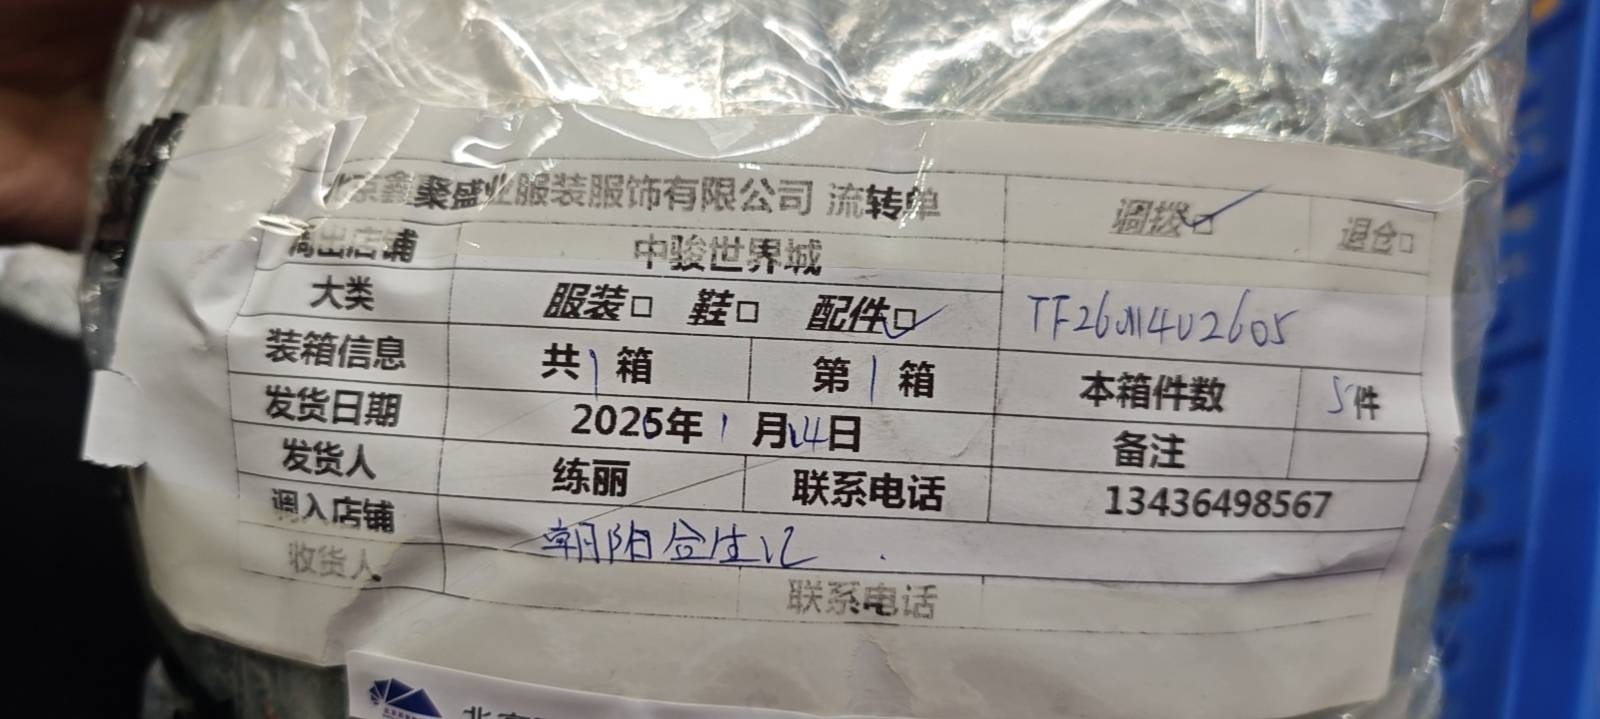 北京鑫聚盛业服装服饰有限公司 流转单 调拨□ 退仓□
调出店铺 中骏世界城
大类 服装□ 鞋□ 配件□ TF26
装箱信息 共1箱 第1箱 本箱件数 5件
发货日期 2026年1月14日 备注
发货人 练丽 联系电话 13436498567
调入店铺 朝阳合生汇
收货人 联系电话
北京